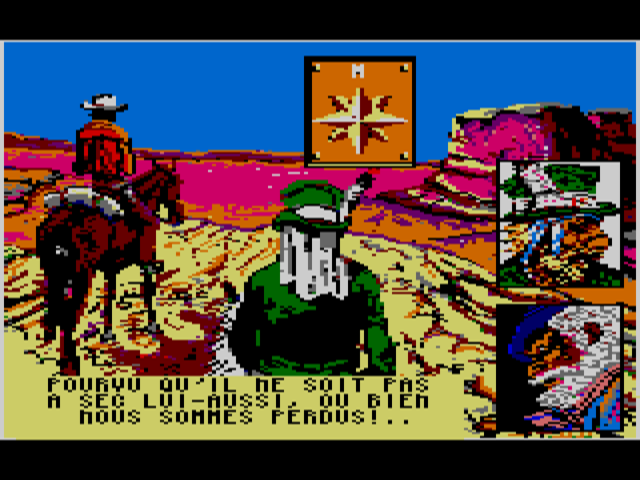 N
POURVU QU'IL NE SOIT PAS
A SEC LUI-AUSSI, OU BIEN
NOUS SOMMES PERDUS!..